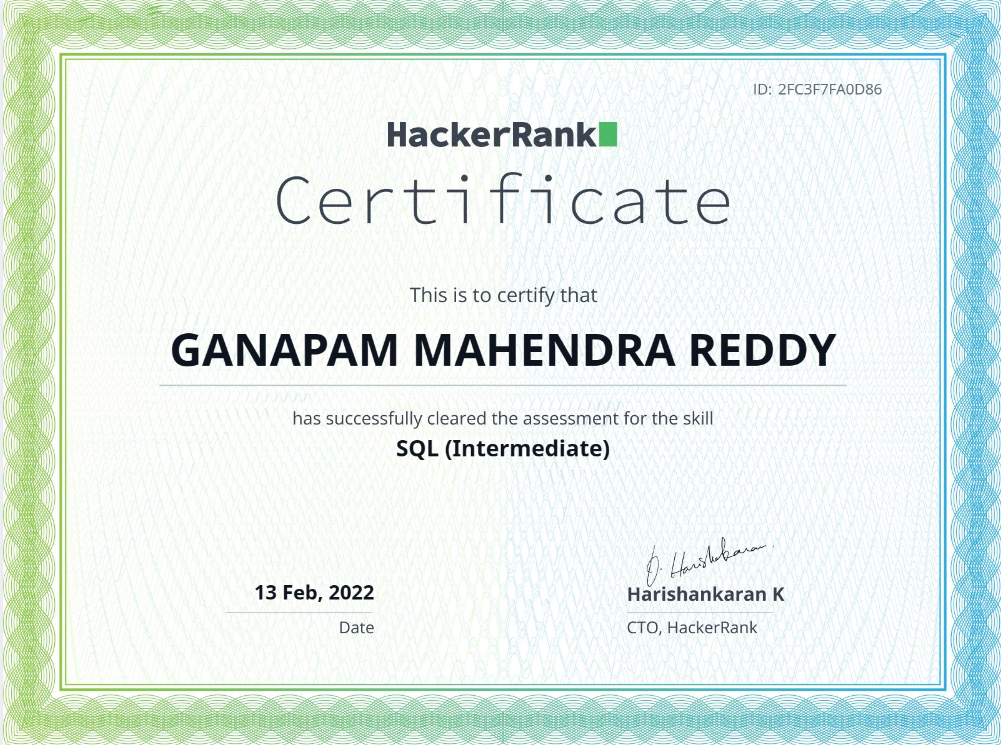 ID: 2FC3F7FA0D86
HackerRank
Certificate
This is to certify that
GANAPAM MAHENDRA REDDY
has successfully cleared the assessment for the skill
SQL (Intermediate)
13 Feb, 2022
Date
O. Harishankaran
Harishankaran K
CTO, HackerRank